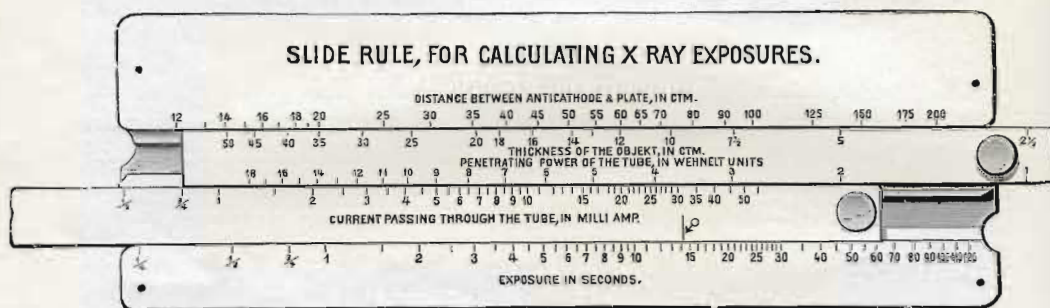 SLIDE RULE, FOR CALCULATING X RAY EXPOSURES.
DISTANCE BETWEEN ANTICATHODE & PLATE, IN CTM.
12 14 16 18 20 25 30 35 40 45 50 55 60 65 70 80 90 100 125 150 175 200
50 45 40 35 30 25 20 18 16 14 12 10 7½ 5 2½
THICKNESS OF THE OBJEKT, IN CTM.
PENETRATING POWER OF THE TUBE, IN WEHNELT UNITS
18 16 14 12 11 10 9 8 7 6 5 4 3 2 1
1 2 3 4 5 6 7 8 9 10 15 20 25 30 35 40 50
CURRENT PASSING THROUGH THE TUBE, IN MILLI AMP.
1 2 3 4 5 6 7 8 9 10 15 20 25 30 40 50 60 70 80 90
EXPOSURE IN SECONDS.